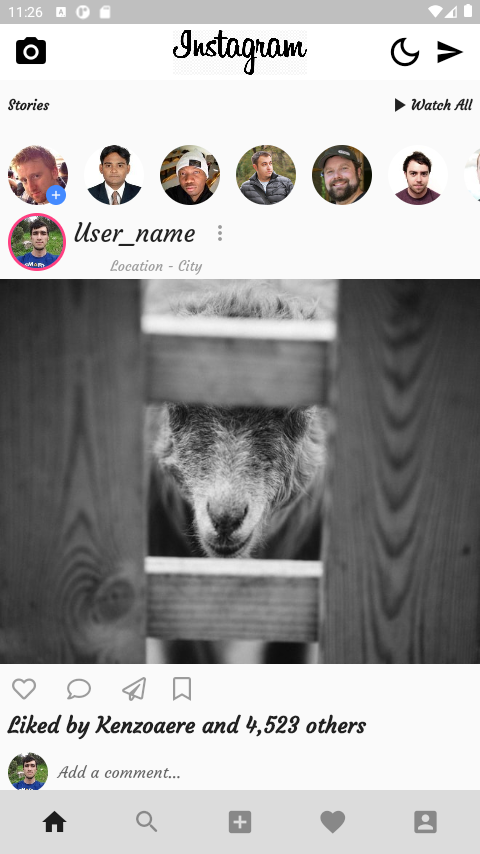 11:26
Instagram
Stories
Watch All
User_name
Location - City
Liked by Kenzoaere and 4,523 others
Add a comment...